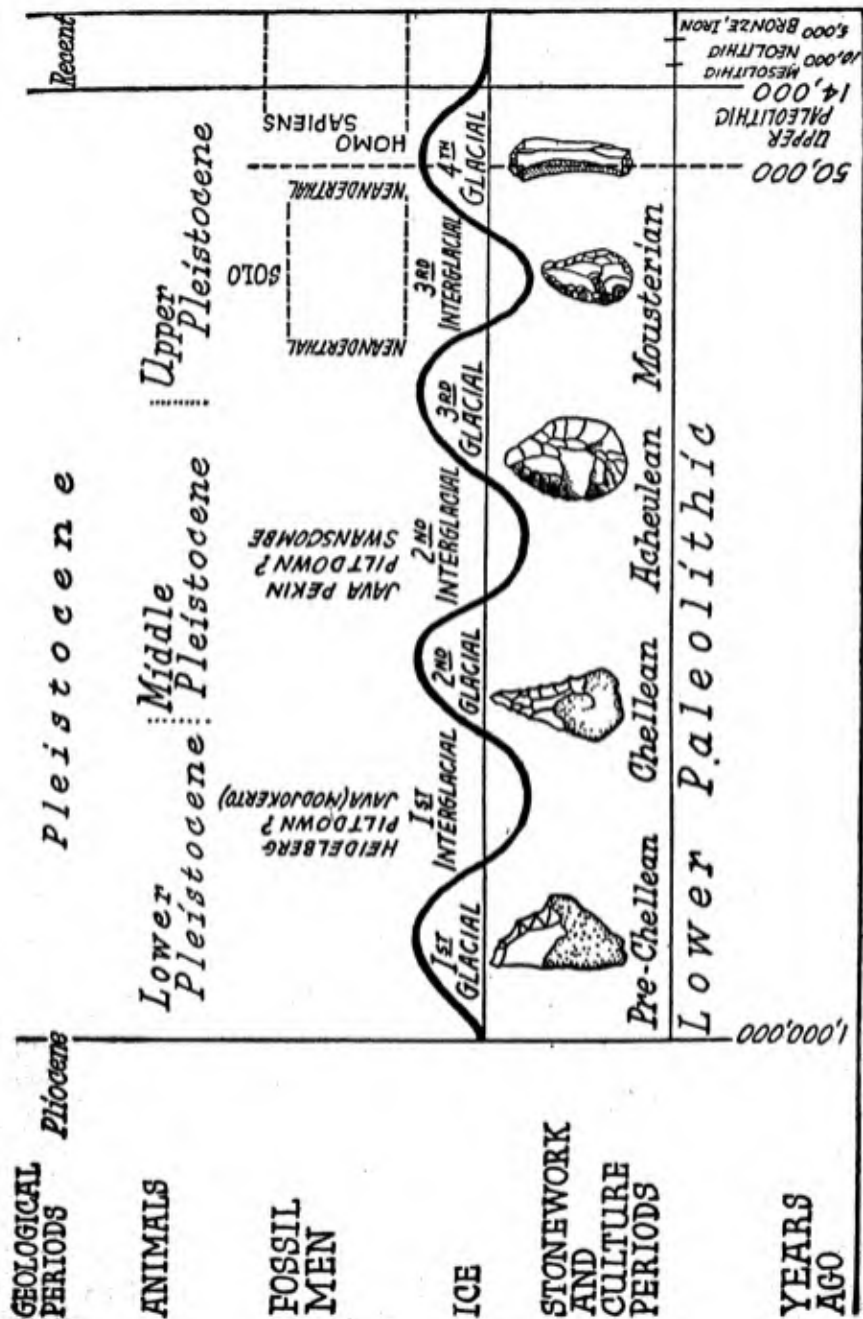 GEOLOGICAL
PERIODS
Pliocene
Pleistocene
Recent
ANIMALS
Lower
Pleistocene
Middle
Pleistocene
Upper
Pleistocene
FOSSIL
MEN
HEIDELBERG
PILTDOWN?
JAVA (MODJOKERTO)
JAVA PEKIN
PILTDOWN?
SWANSCOMBE
NEANDERTHAL
SOLO
NEANDERTHAL
NEANDERTHAL
HOMO
SAPIENS
ICE
1ST
GLACIAL
1ST
INTERGLACIAL
2ND
GLACIAL
2ND
INTERGLACIAL
3RD
GLACIAL
3RD
INTERGLACIAL
4TH
GLACIAL
STONEWORK
AND
CULTURE
PERIODS
Pre-Chellean
Chellean
Acheulean
Mousterian
Lower Paleolithic
UPPER
PALEOLITHIC
MESOLITHIC
NEOLITHIC
BRONZE, IRON
YEARS
AGO
1,000,000
50,000
14,000
10,000
5,000